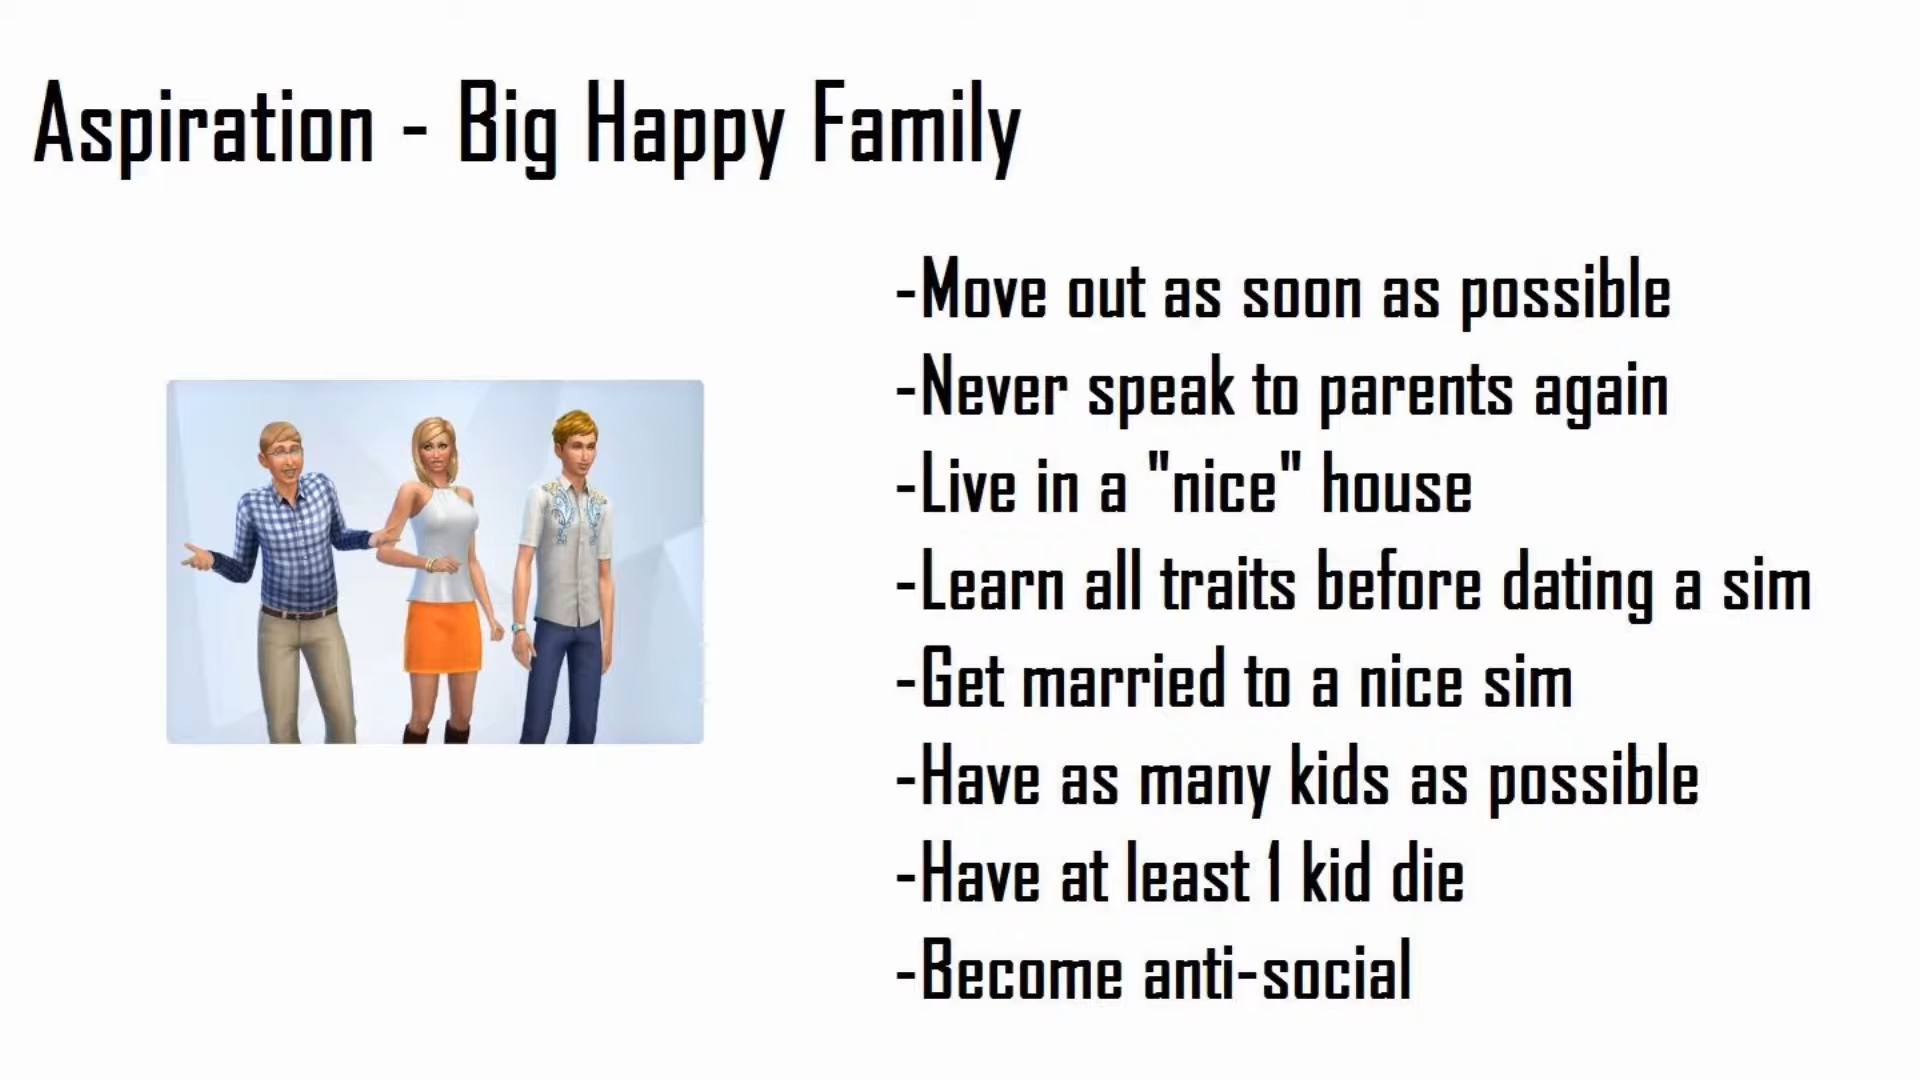 Aspiration - Big Happy Family
-Move out as soon as possible
-Never speak to parents again
-Live in a "nice" house
-Learn all traits before dating a sim
-Get married to a nice sim
-Have as many kids as possible
-Have at least 1 kid die
-Become anti-social